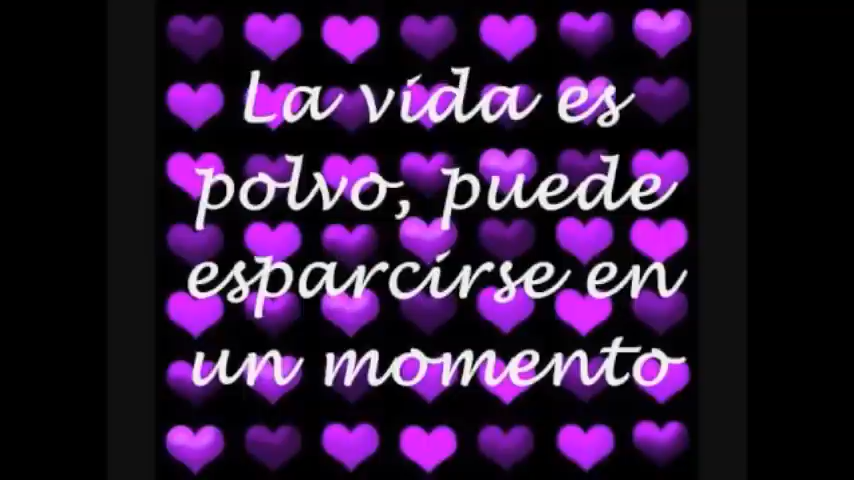 La vida es
polvo, puede
esparcirse en
un momento